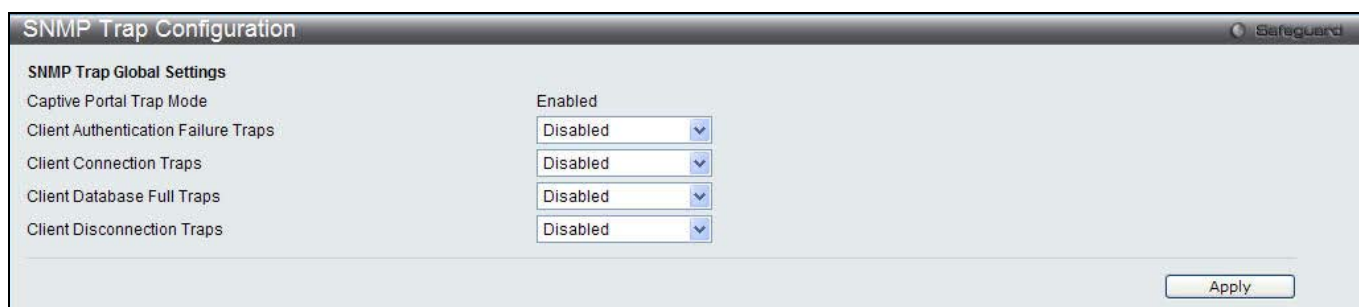 SNMP Trap Configuration
Safeguard
SNMP Trap Global Settings
Captive Portal Trap Mode Enabled
Client Authentication Failure Traps Disabled
Client Connection Traps Disabled
Client Database Full Traps Disabled
Client Disconnection Traps Disabled
Apply